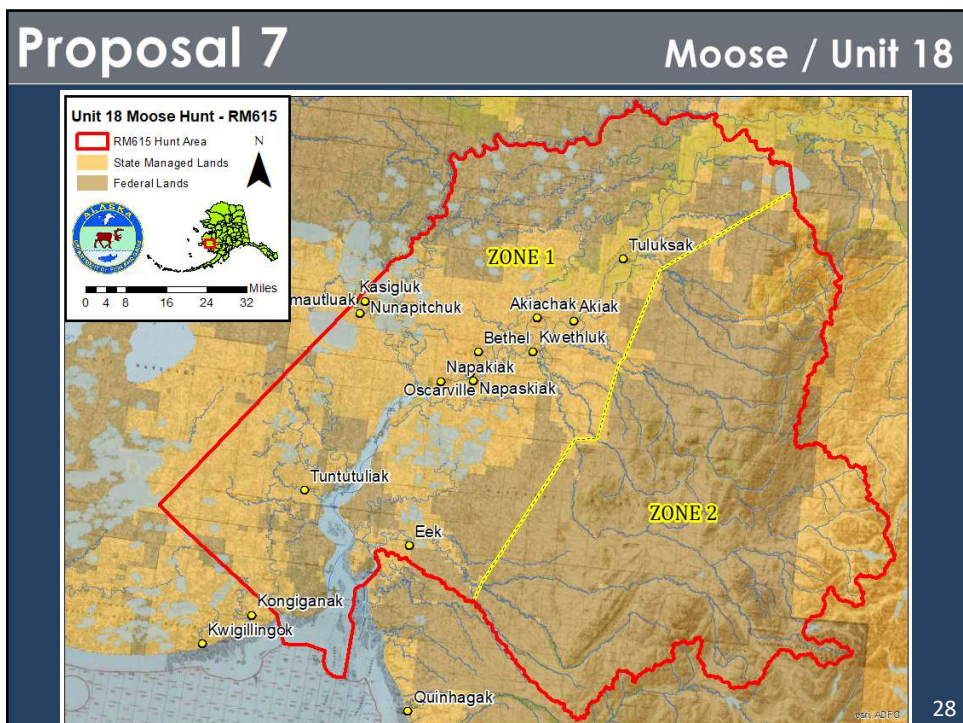 Proposal 7
Moose / Unit 18
Unit 18 Moose Hunt - RM615
RM615 Hunt Area
State Managed Lands
Federal Lands
N
ALASKA
Miles
0 4 8 16 24 32
ZONE 1
Tuluksak
Kasigluk
mautluak
Nunapitchuk
Akiachak
Akiak
Bethel
Kwethluk
Napakiak
Oscarville
Napaskiak
Tuntutuliak
ZONE 2
Eek
Kongiganak
Kwigillingok
Quinhagak
28